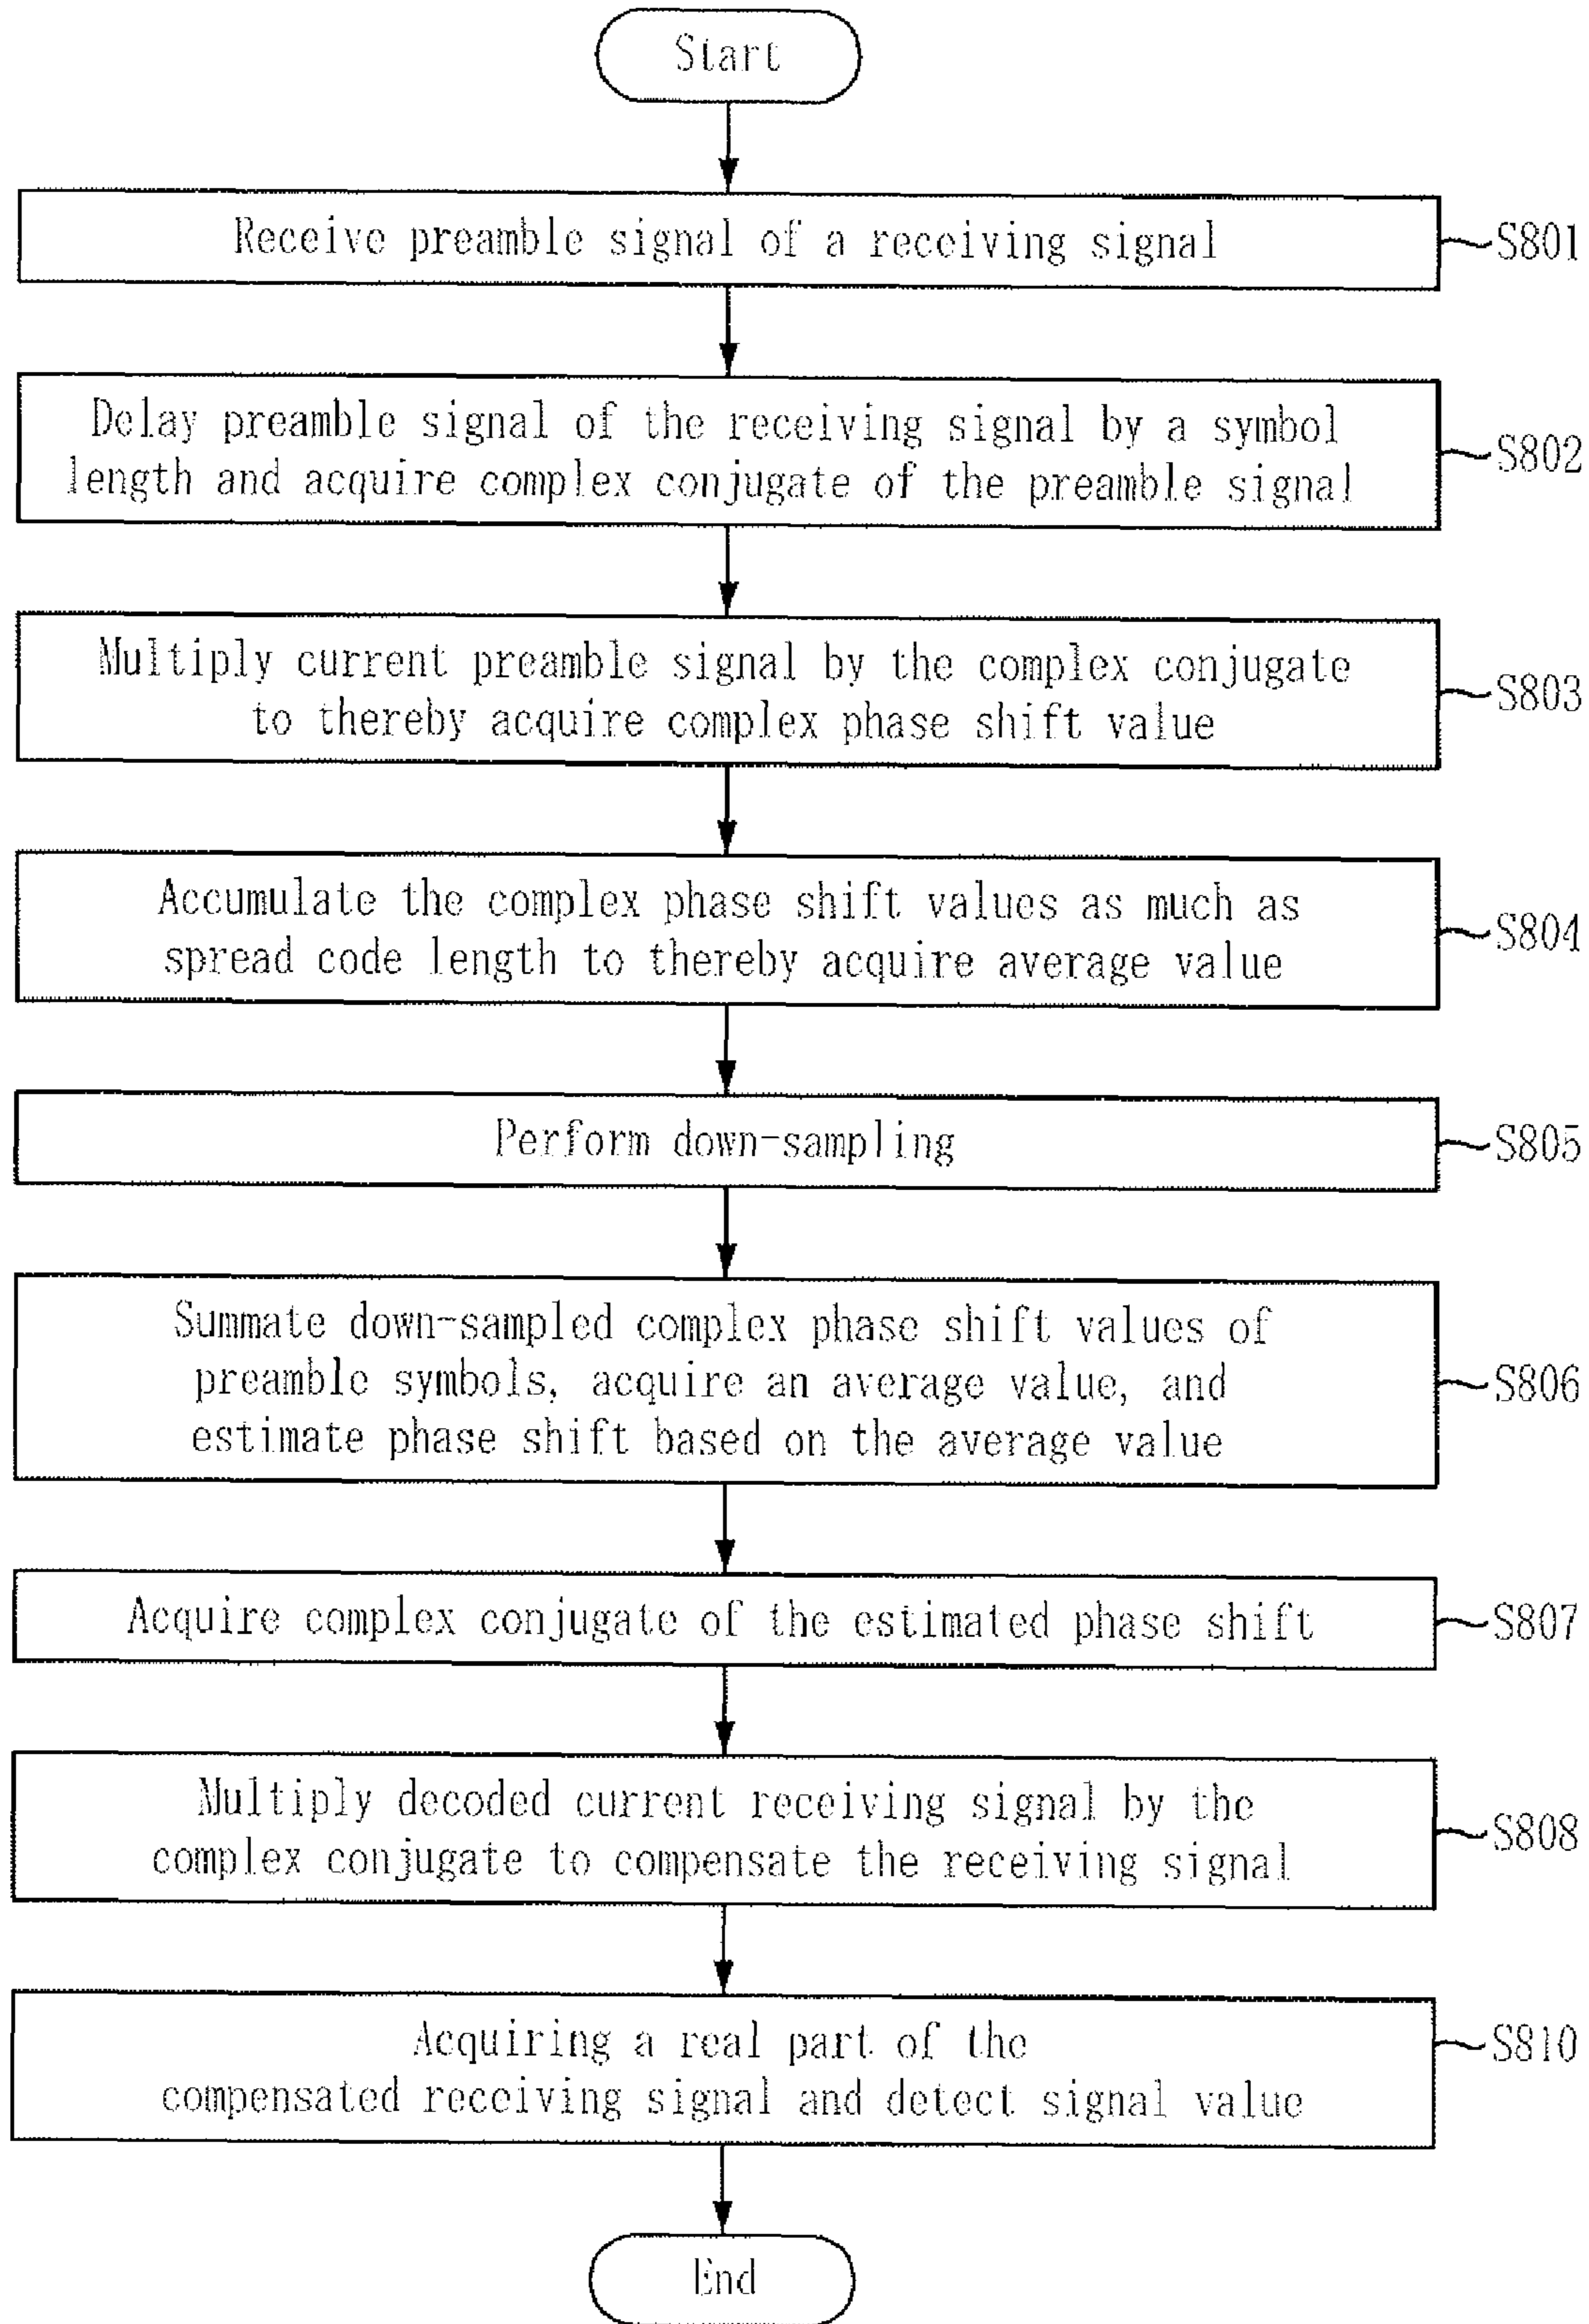 Start
Receive preamble signal of a receiving signal
S801
Delay preamble signal of the receiving signal by a symbol
length and acquire complex conjugate of the preamble signal
S802
Multiply current preamble signal by the complex conjugate
to thereby acquire complex phase shift value
S803
Accumulate the complex phase shift values as much as
spread code length to thereby acquire average value
S804
Perform down-sampling
S805
Summate down-sampled complex phase shift values of
preamble symbols, acquire an average value, and
estimate phase shift based on the average value
S806
Acquire complex conjugate of the estimated phase shift
S807
Multiply decoded current receiving signal by the
complex conjugate to compensate the receiving signal
S808
Acquiring a real part of the
compensated receiving signal and detect signal value
S810
End